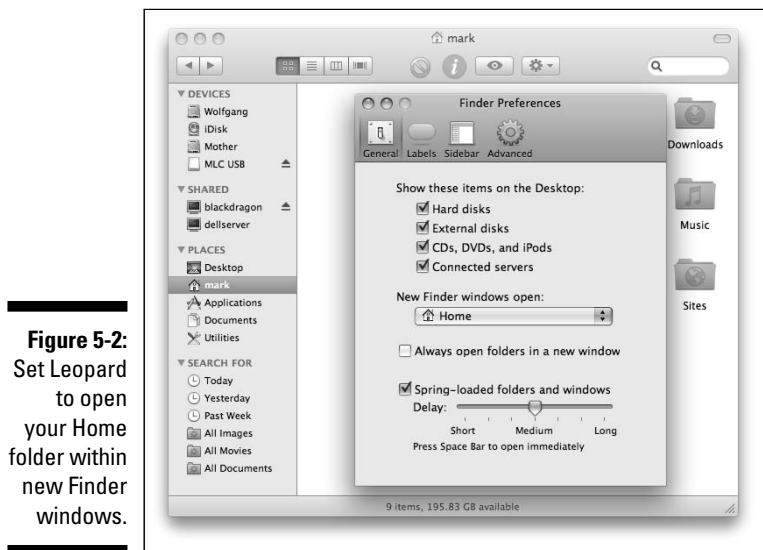 Figure 5-2:
Set Leopard
to open
your Home
folder within
new Finder
windows.
mark
DEVICES
Wolfgang
iDisk
Mother
MLC USB
SHARED
blackdragon
dellserver
PLACES
Desktop
mark
Applications
Documents
Utilities
SEARCH FOR
Today
Yesterday
Past Week
All Images
All Movies
All Documents
Finder Preferences
General Labels Sidebar Advanced
Show these items on the Desktop:
Hard disks
External disks
CDs, DVDs, and iPods
Connected servers
New Finder windows open:
Home
Always open folders in a new window
Spring-loaded folders and windows
Delay:
Short Medium Long
Press Space Bar to open immediately
Downloads
Music
Sites
9 items, 195.83 GB available